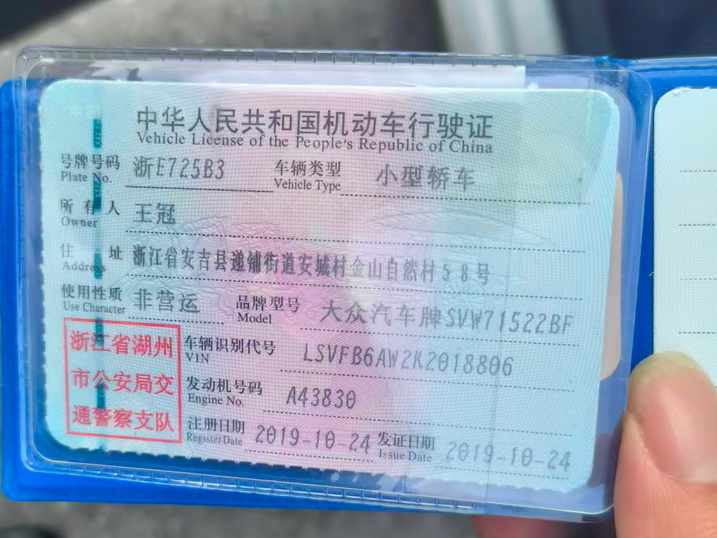 中华人民共和国机动车行驶证
Vehicle License of the People's Republic of China
号牌号码 浙E725B3 车辆类型 小型轿车
Plate No. Vehicle Type
所有人 王冠
Owner
住址 浙江省安吉县递铺街道安城村金山自然村58号
Address
使用性质 非营运 品牌型号 大众汽车牌SVW71522BF
Use Character Model
浙江省湖州
市公安局交
通警察支队
车辆识别代号 LSVFB6AW2K2018806
VIN
发动机号码 A43830
Engine No.
注册日期 2019-10-24 发证日期 2019-10-24
Register Date Issue Date